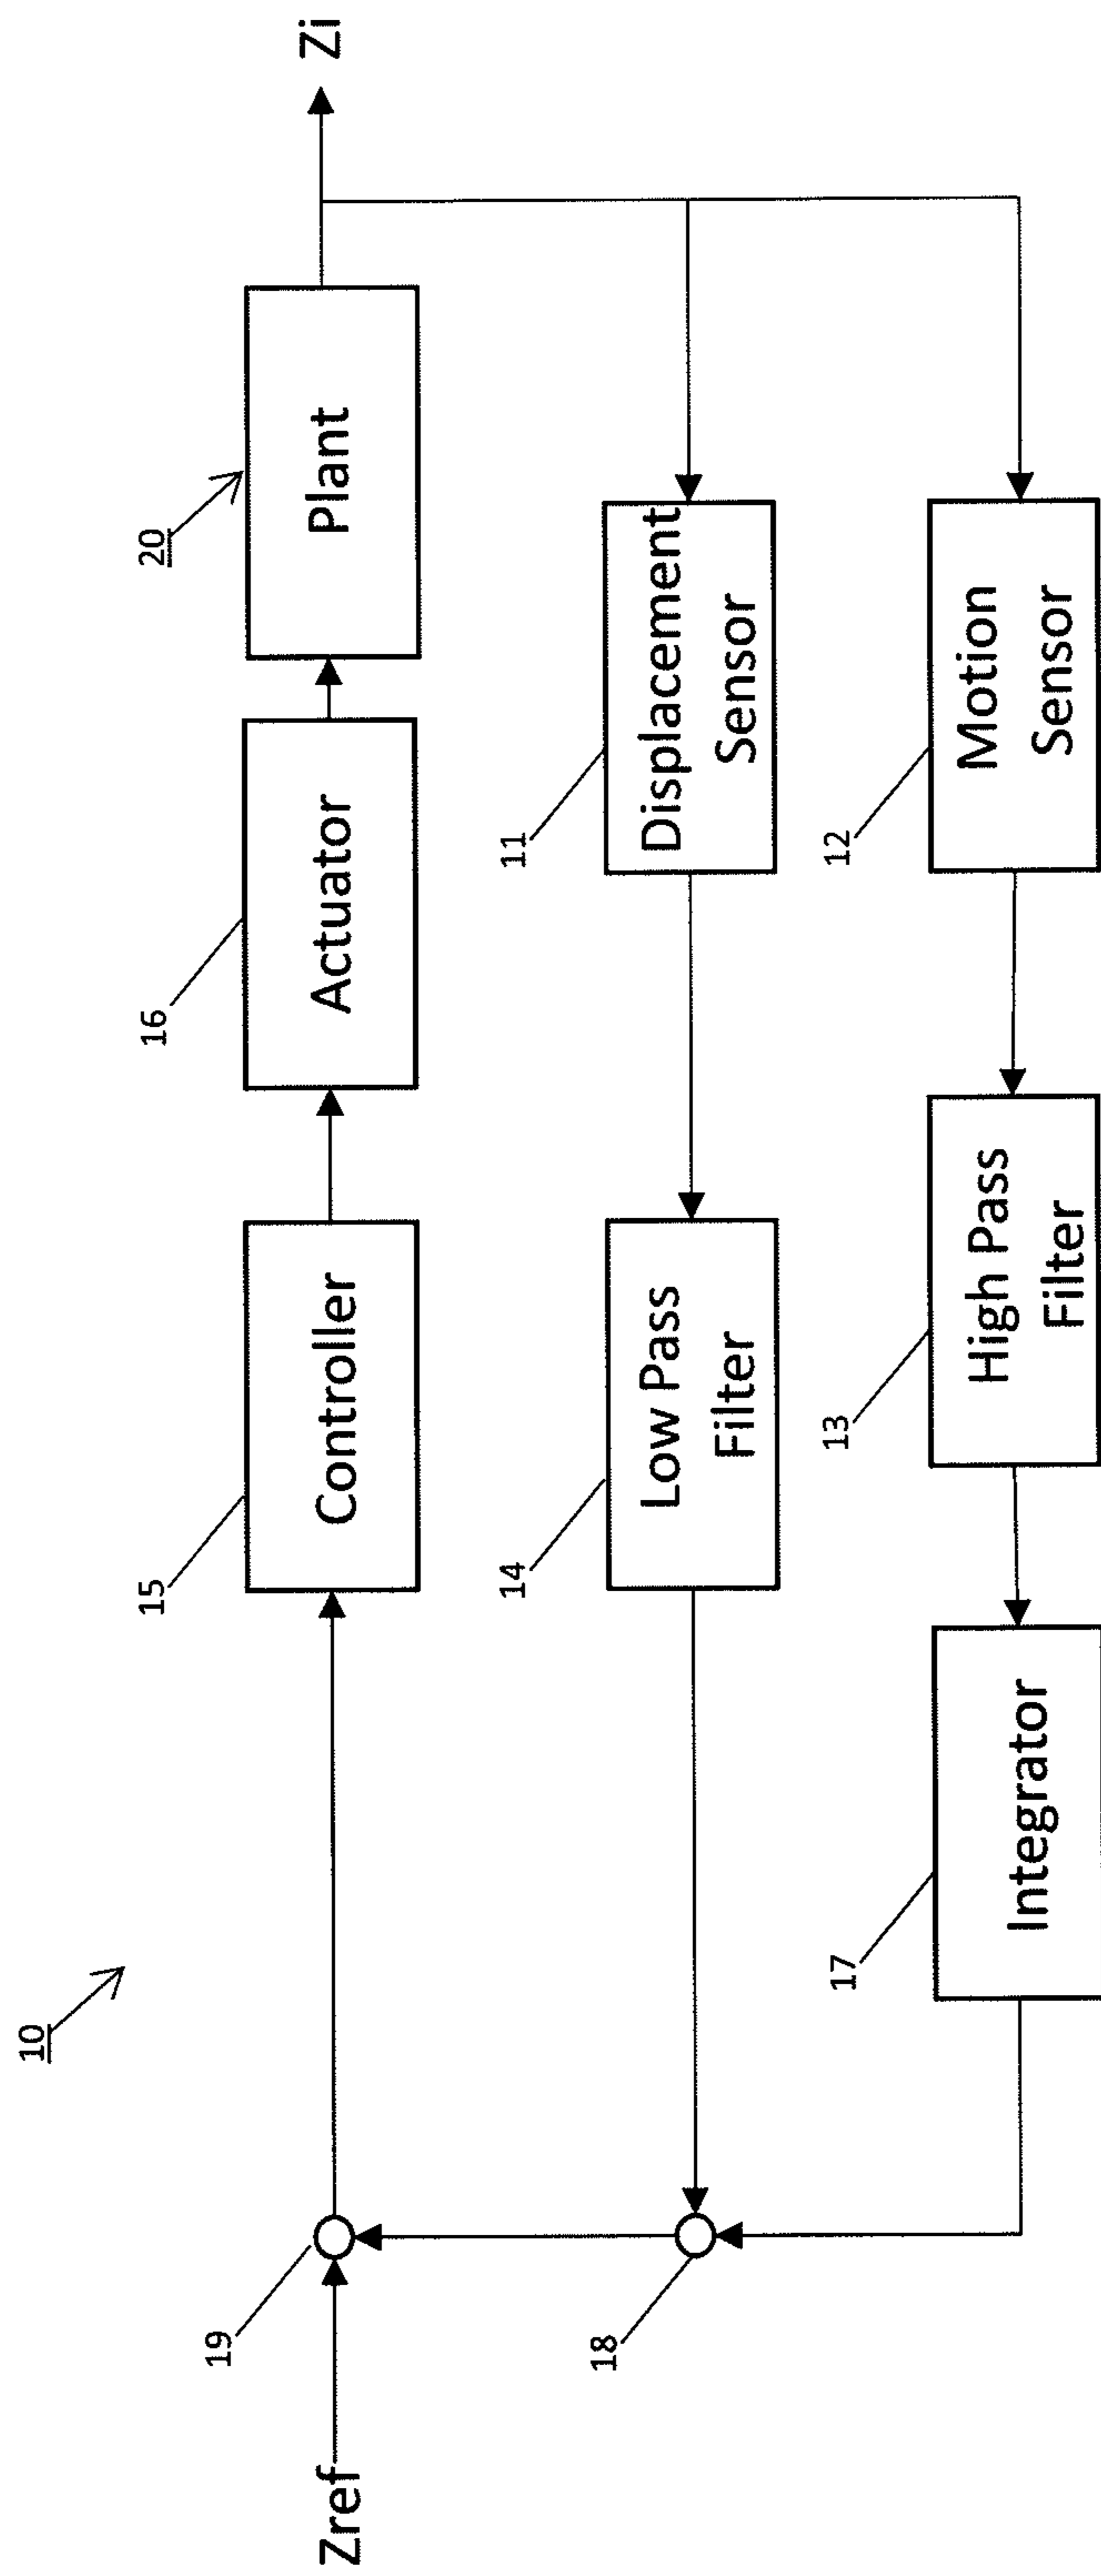 10
Zref
19
15
Controller
16
Actuator
20
Plant
Zi
18
14
Low Pass
Filter
11
Displacement
Sensor
17
Integrator
13
High Pass
Filter
12
Motion
Sensor